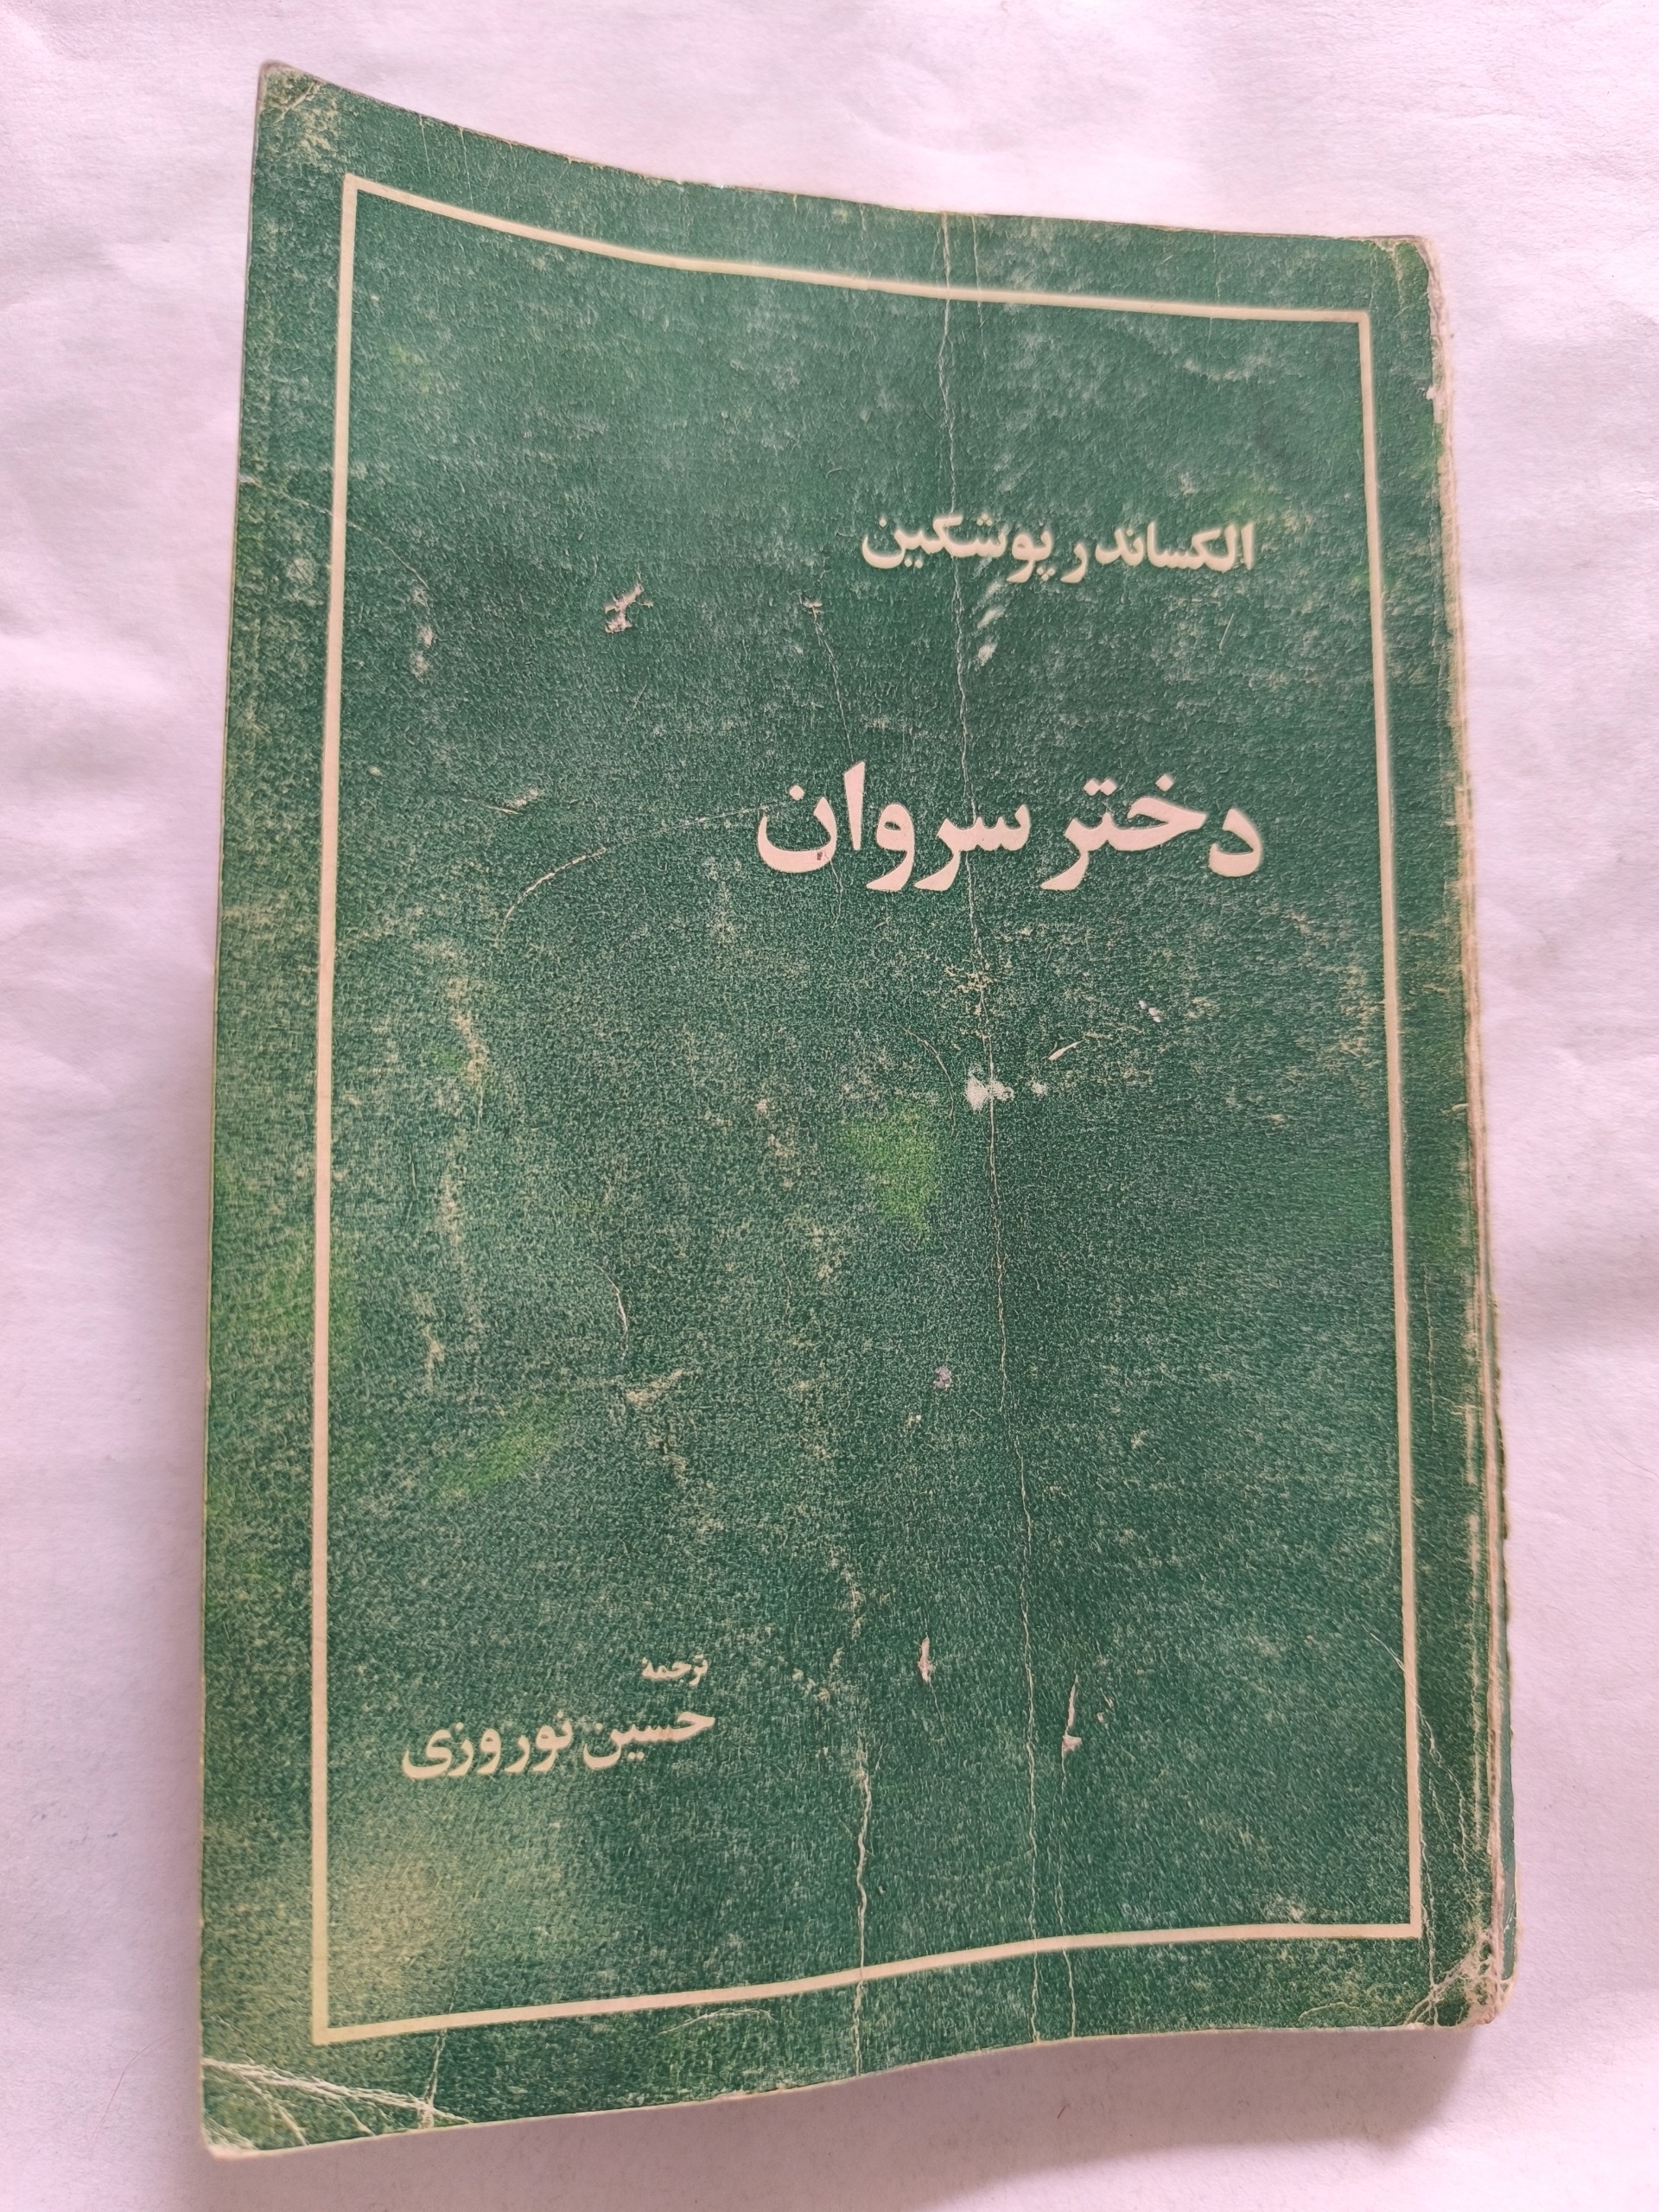 الکساندر پوشکین
دختر سروان
ترجمهٔ
حسین نوروزی